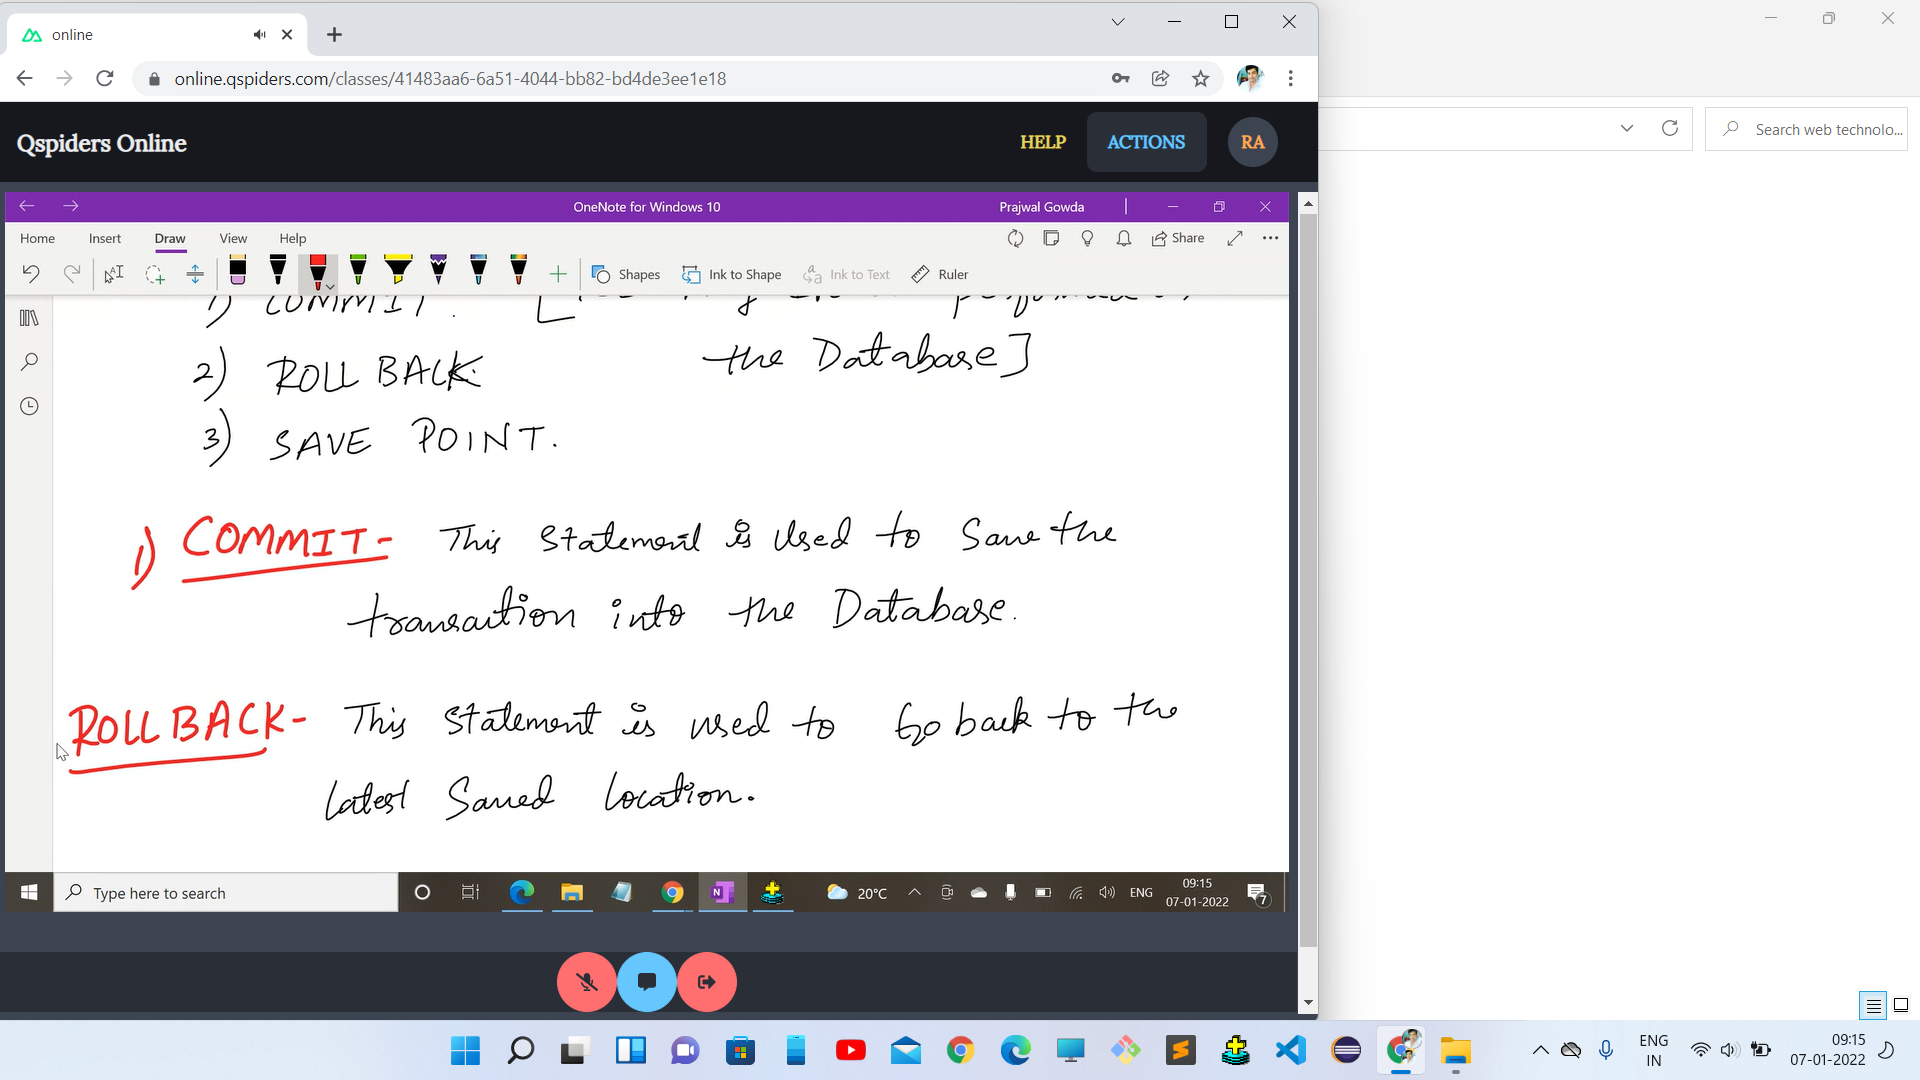 online
online.qspiders.com/classes/41483aa6-6a51-4044-bb82-bd4de3ee1e18
Search web technolo...
Qspiders Online
HELP
ACTIONS
RA
OneNote for Windows 10
Prajwal Gowda
Home Insert Draw View Help
Share
Shapes
Ink to Shape
Ink to Text
Ruler
1) COMMIT.
2) ROLL BACK
the Database]
3) SAVE POINT.
1) COMMIT- This Statement is Used to Save the
transaction into the Database.
ROLL BACK- This Statement is used to Go back to the
latest Saved location.
Type here to search
20°C
ENG
09:15
07-01-2022
7
ENG
IN
09:15
07-01-2022